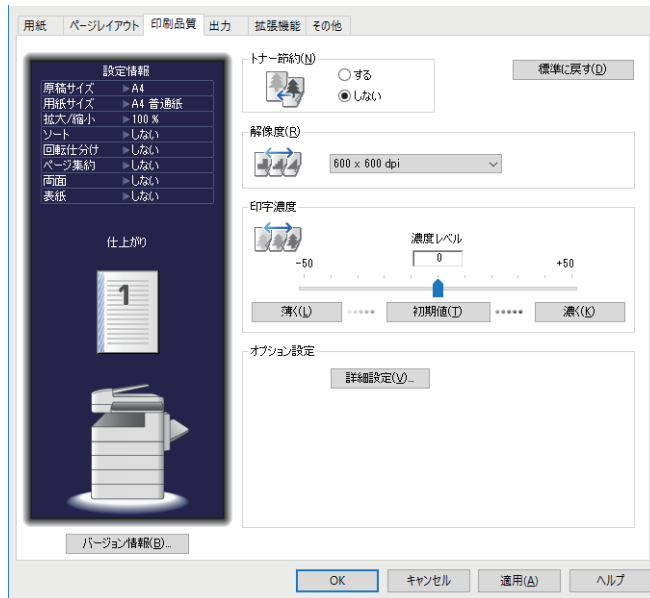 用紙 ページレイアウト 印刷品質 出力 拡張機能 その他
設定情報
原稿サイズ ▶A4
用紙サイズ ▶A4 普通紙
拡大/縮小 ▶100 %
ソート ▶しない
回転仕分け ▶しない
ページ集約 ▶しない
両面 ▶しない
表紙 ▶しない
仕上がり
1
バージョン情報(B)...
トナー節約(N)
する
しない
標準に戻す(D)
解像度(R)
600 x 600 dpi
印字濃度
濃度レベル
-50 0 +50
薄く(L) 初期値(T) 濃く(K)
オプション設定
詳細設定(V)...
OK キャンセル 適用(A) ヘルプ